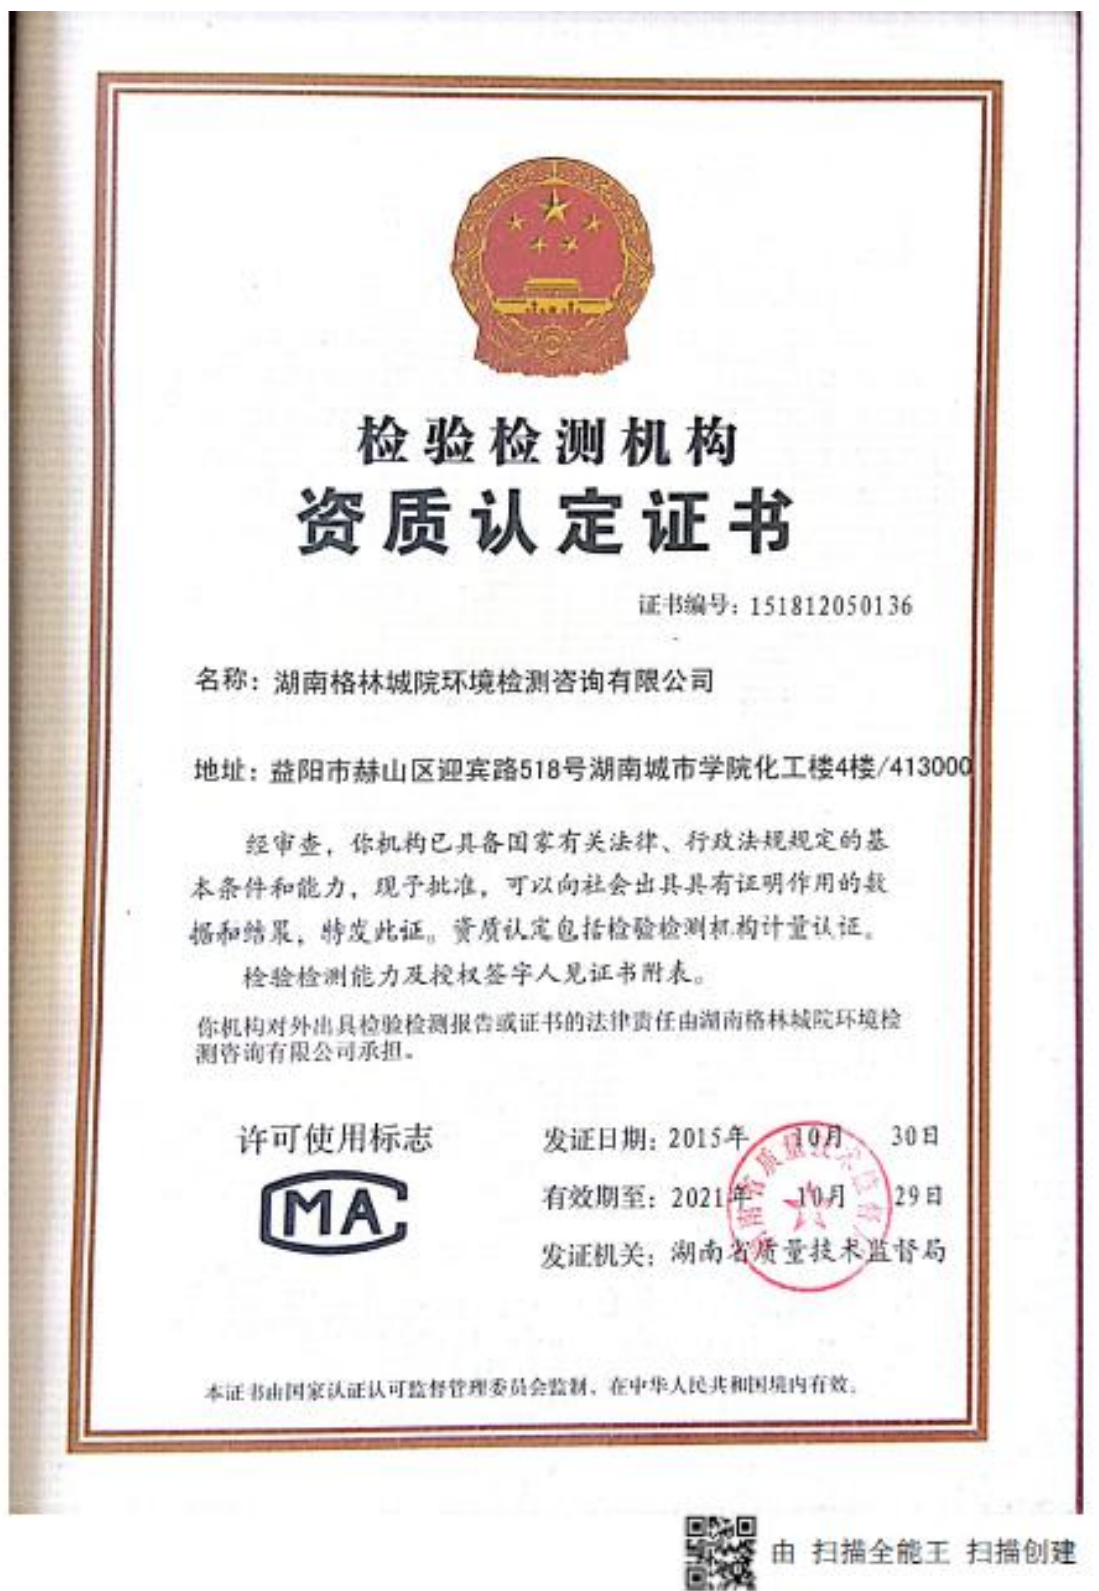 检验检测机构
资质认定证书
证书编号：151812050136
名称：湖南格林城院环境检测咨询有限公司
地址：益阳市赫山区迎宾路518号湖南城市学院化工楼4楼/413000
经审查，你机构已具备国家有关法律、行政法规规定的基
本条件和能力，现予批准，可以向社会出具具有证明作用的数
据和结果，特发此证。资质认定包括检验检测机构计量认证。
检验检测能力及授权签字人见证书附表。
你机构对外出具检验检测报告或证书的法律责任由湖南格林城院环境检
测咨询有限公司承担。
许可使用标志
MA
发证日期：2015年 10月 30日
有效期至：2021年 10月 29日
发证机关：湖南省质量技术监督局
本证书由国家认证认可监督管理委员会监制，在中华人民共和国境内有效。
由 扫描全能王 扫描创建